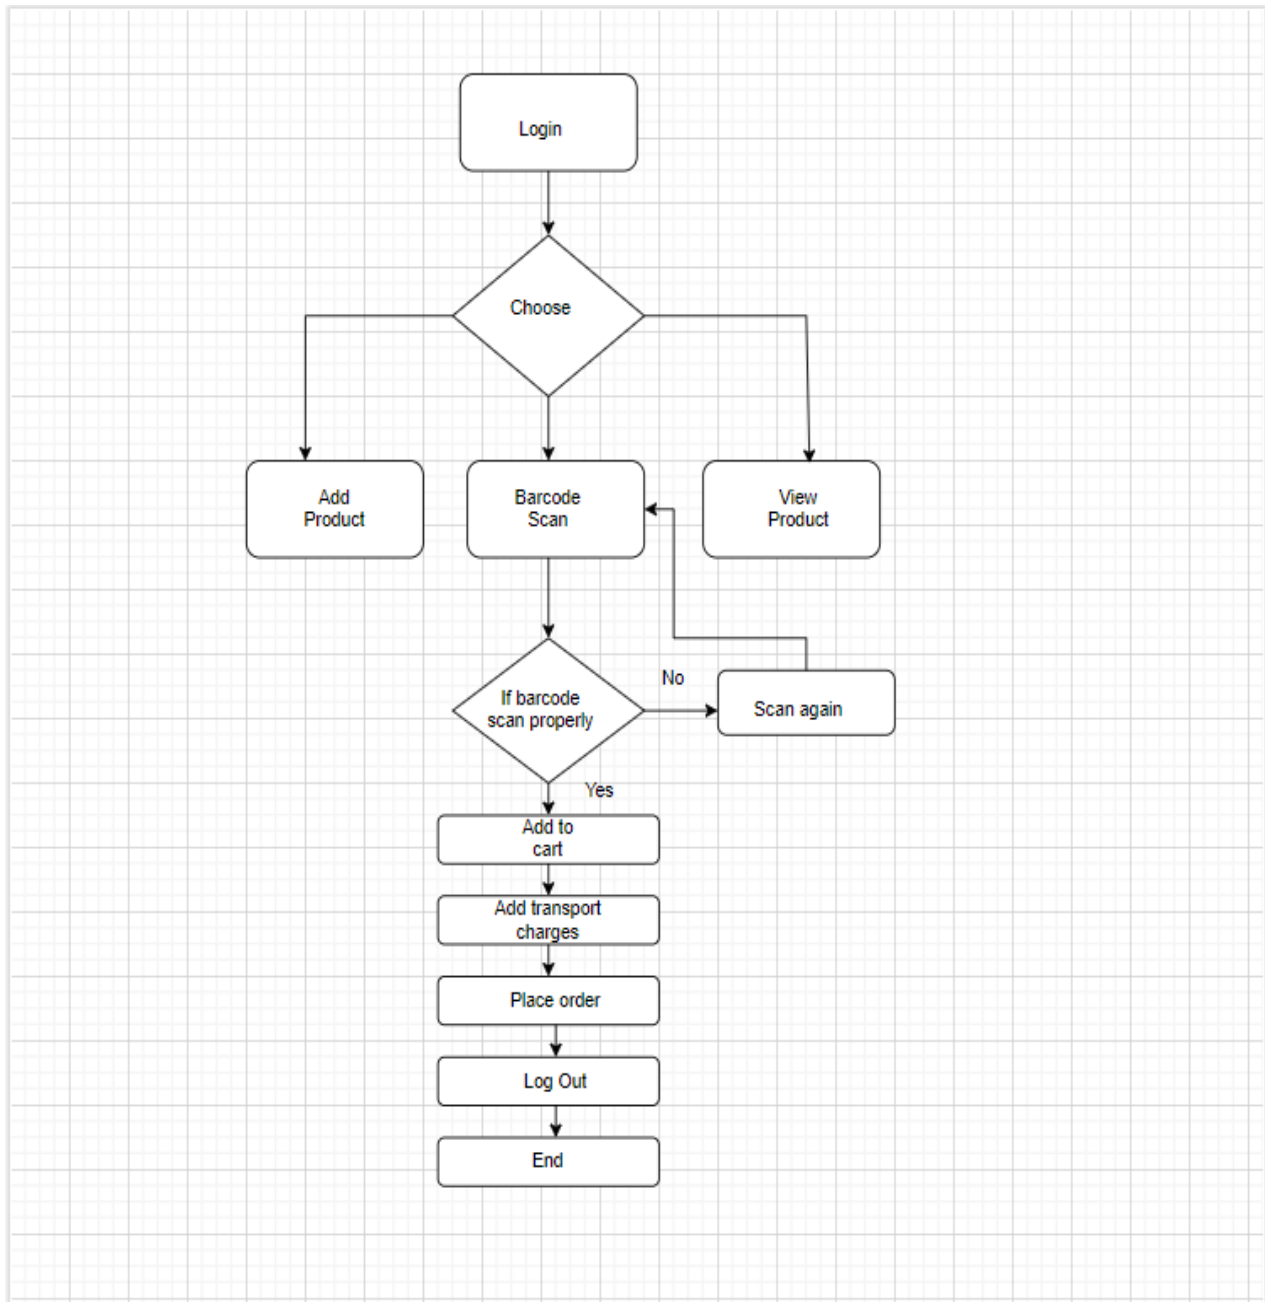 Login
Choose
Add
Product
Barcode
Scan
View
Product
If barcode
scan properly
No
Scan again
Yes
Add to
cart
Add transport
charges
Place order
Log Out
End